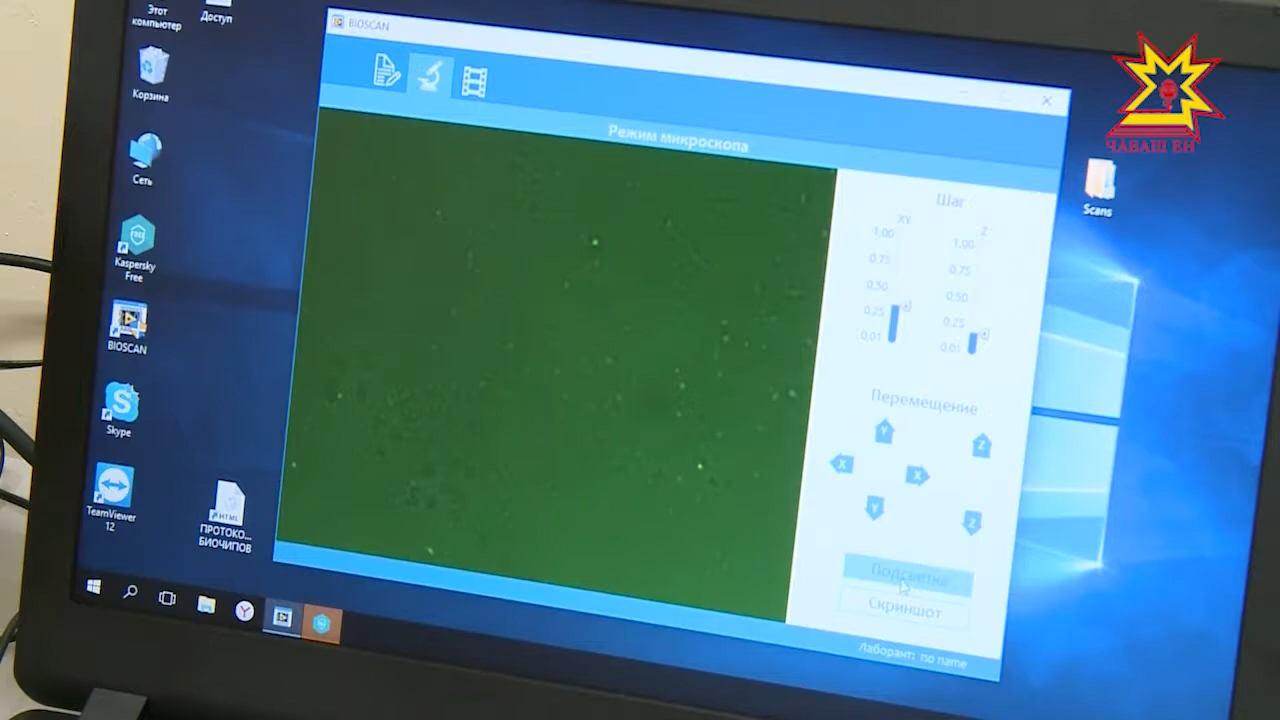 Этот
компьютер
Доступ
Корзина
Сеть
Kaspersky
Free
BIOSCAN
Skype
TeamViewer
12
HTML
ПРОТОКО...
БИОЧИПОВ
BIOSCAN
Режим микроскопа
Шаг
XY
Z
1,00
0,75
0,50
0,25
0,01
1,00
0,75
0,50
0,25
0,01
Перемещение
Y
Z
X
X
Y
Z
Подсветка
Скриншот
Лаборант: no name
Scans
ЧӐВАШ ЕН